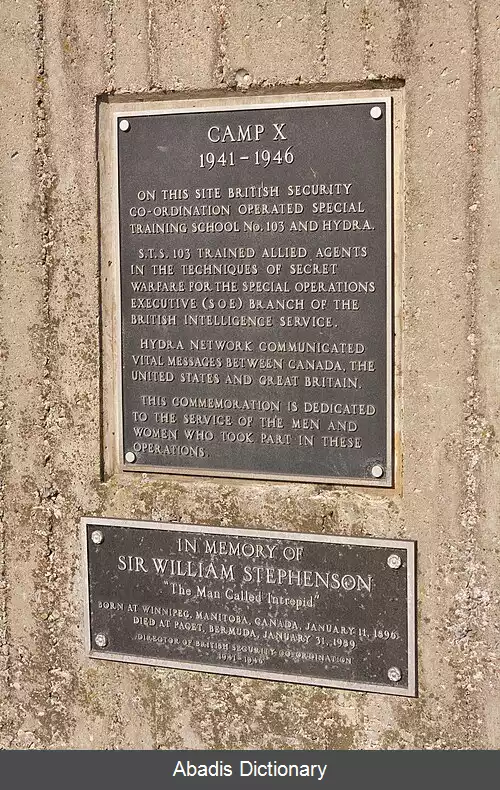 CAMP X
1941 – 1946
ON THIS SITE BRITISH SECURITY
CO-ORDINATION OPERATED SPECIAL
TRAINING SCHOOL No. 103 AND HYDRA.
S.T.S. 103 TRAINED ALLIED AGENTS
IN THE TECHNIQUES OF SECRET
WARFARE FOR THE SPECIAL OPERATIONS
EXECUTIVE (SOE) BRANCH OF THE
BRITISH INTELLIGENCE SERVICE.
HYDRA NETWORK COMMUNICATED
VITAL MESSAGES BETWEEN CANADA, THE
UNITED STATES AND GREAT BRITAIN.
THIS COMMEMORATION IS DEDICATED
TO THE SERVICE OF THE MEN AND
WOMEN WHO TOOK PART IN THESE
OPERATIONS.
IN MEMORY OF
SIR WILLIAM STEPHENSON
"The Man Called Intrepid"
BORN AT WINNIPEG, MANITOBA, CANADA, JANUARY 11, 1896
DIED AT PAGET, BERMUDA, JANUARY 31, 1989
DIRECTOR OF BRITISH SECURITY CO-ORDINATION
1941-1946
Abadis Dictionary